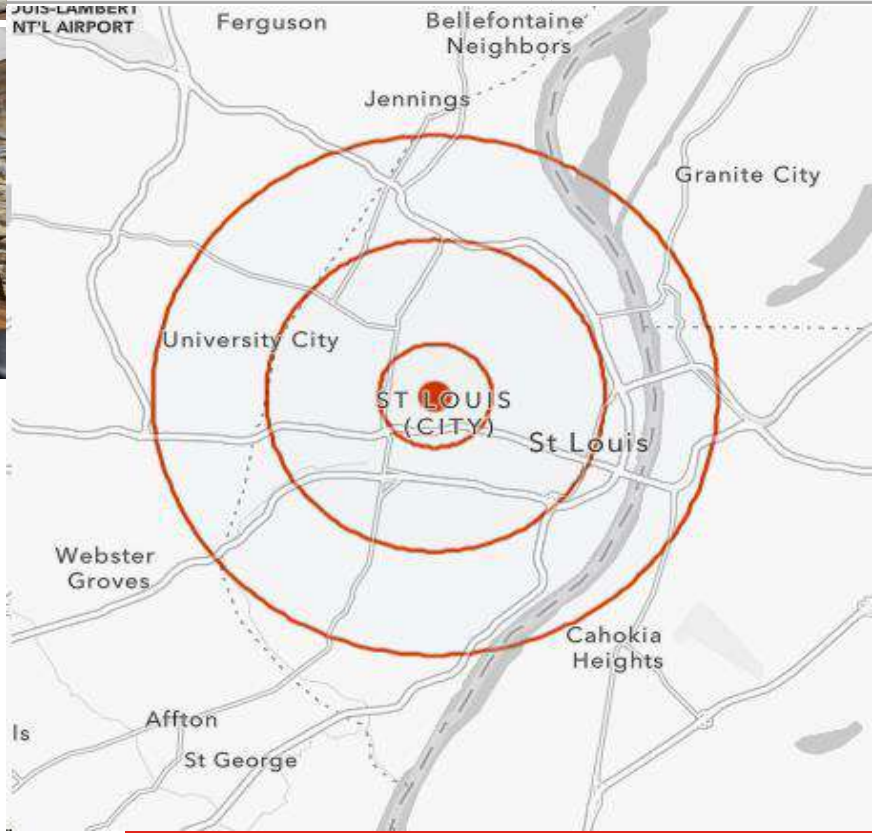 NT'L AIRPORT
Ferguson
Bellefontaine
Neighbors
Jennings
Granite City
University City
ST LOUIS
(CITY)
St Louis
Webster
Groves
Cahokia
Heights
Affton
ls
St George